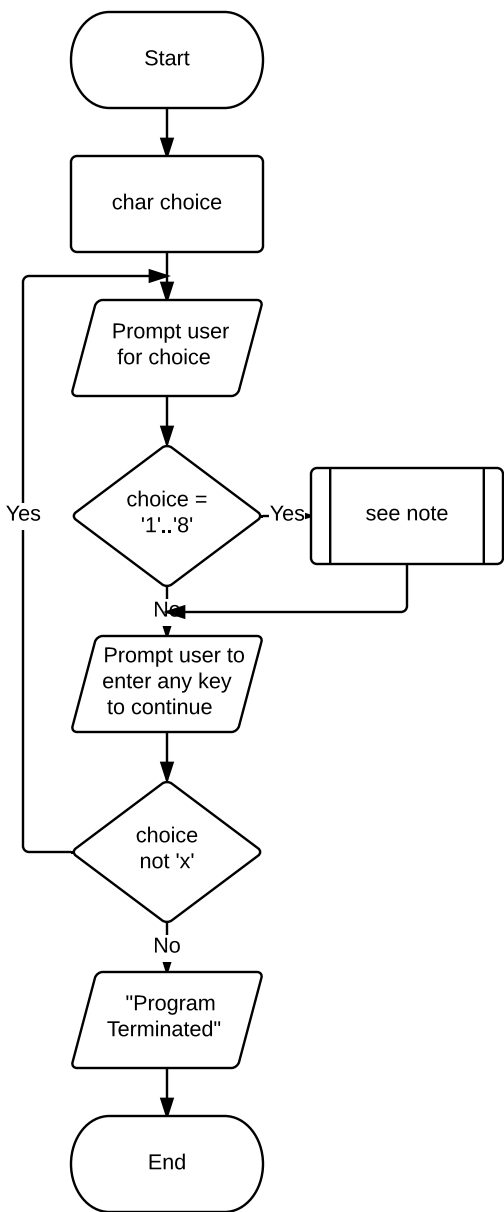 Start
char choice
Prompt user
for choice
choice =
'1'..'8'
Yes
see note
Yes
No
Prompt user to
enter any key
to continue
choice
not 'x'
No
"Program
Terminated"
End